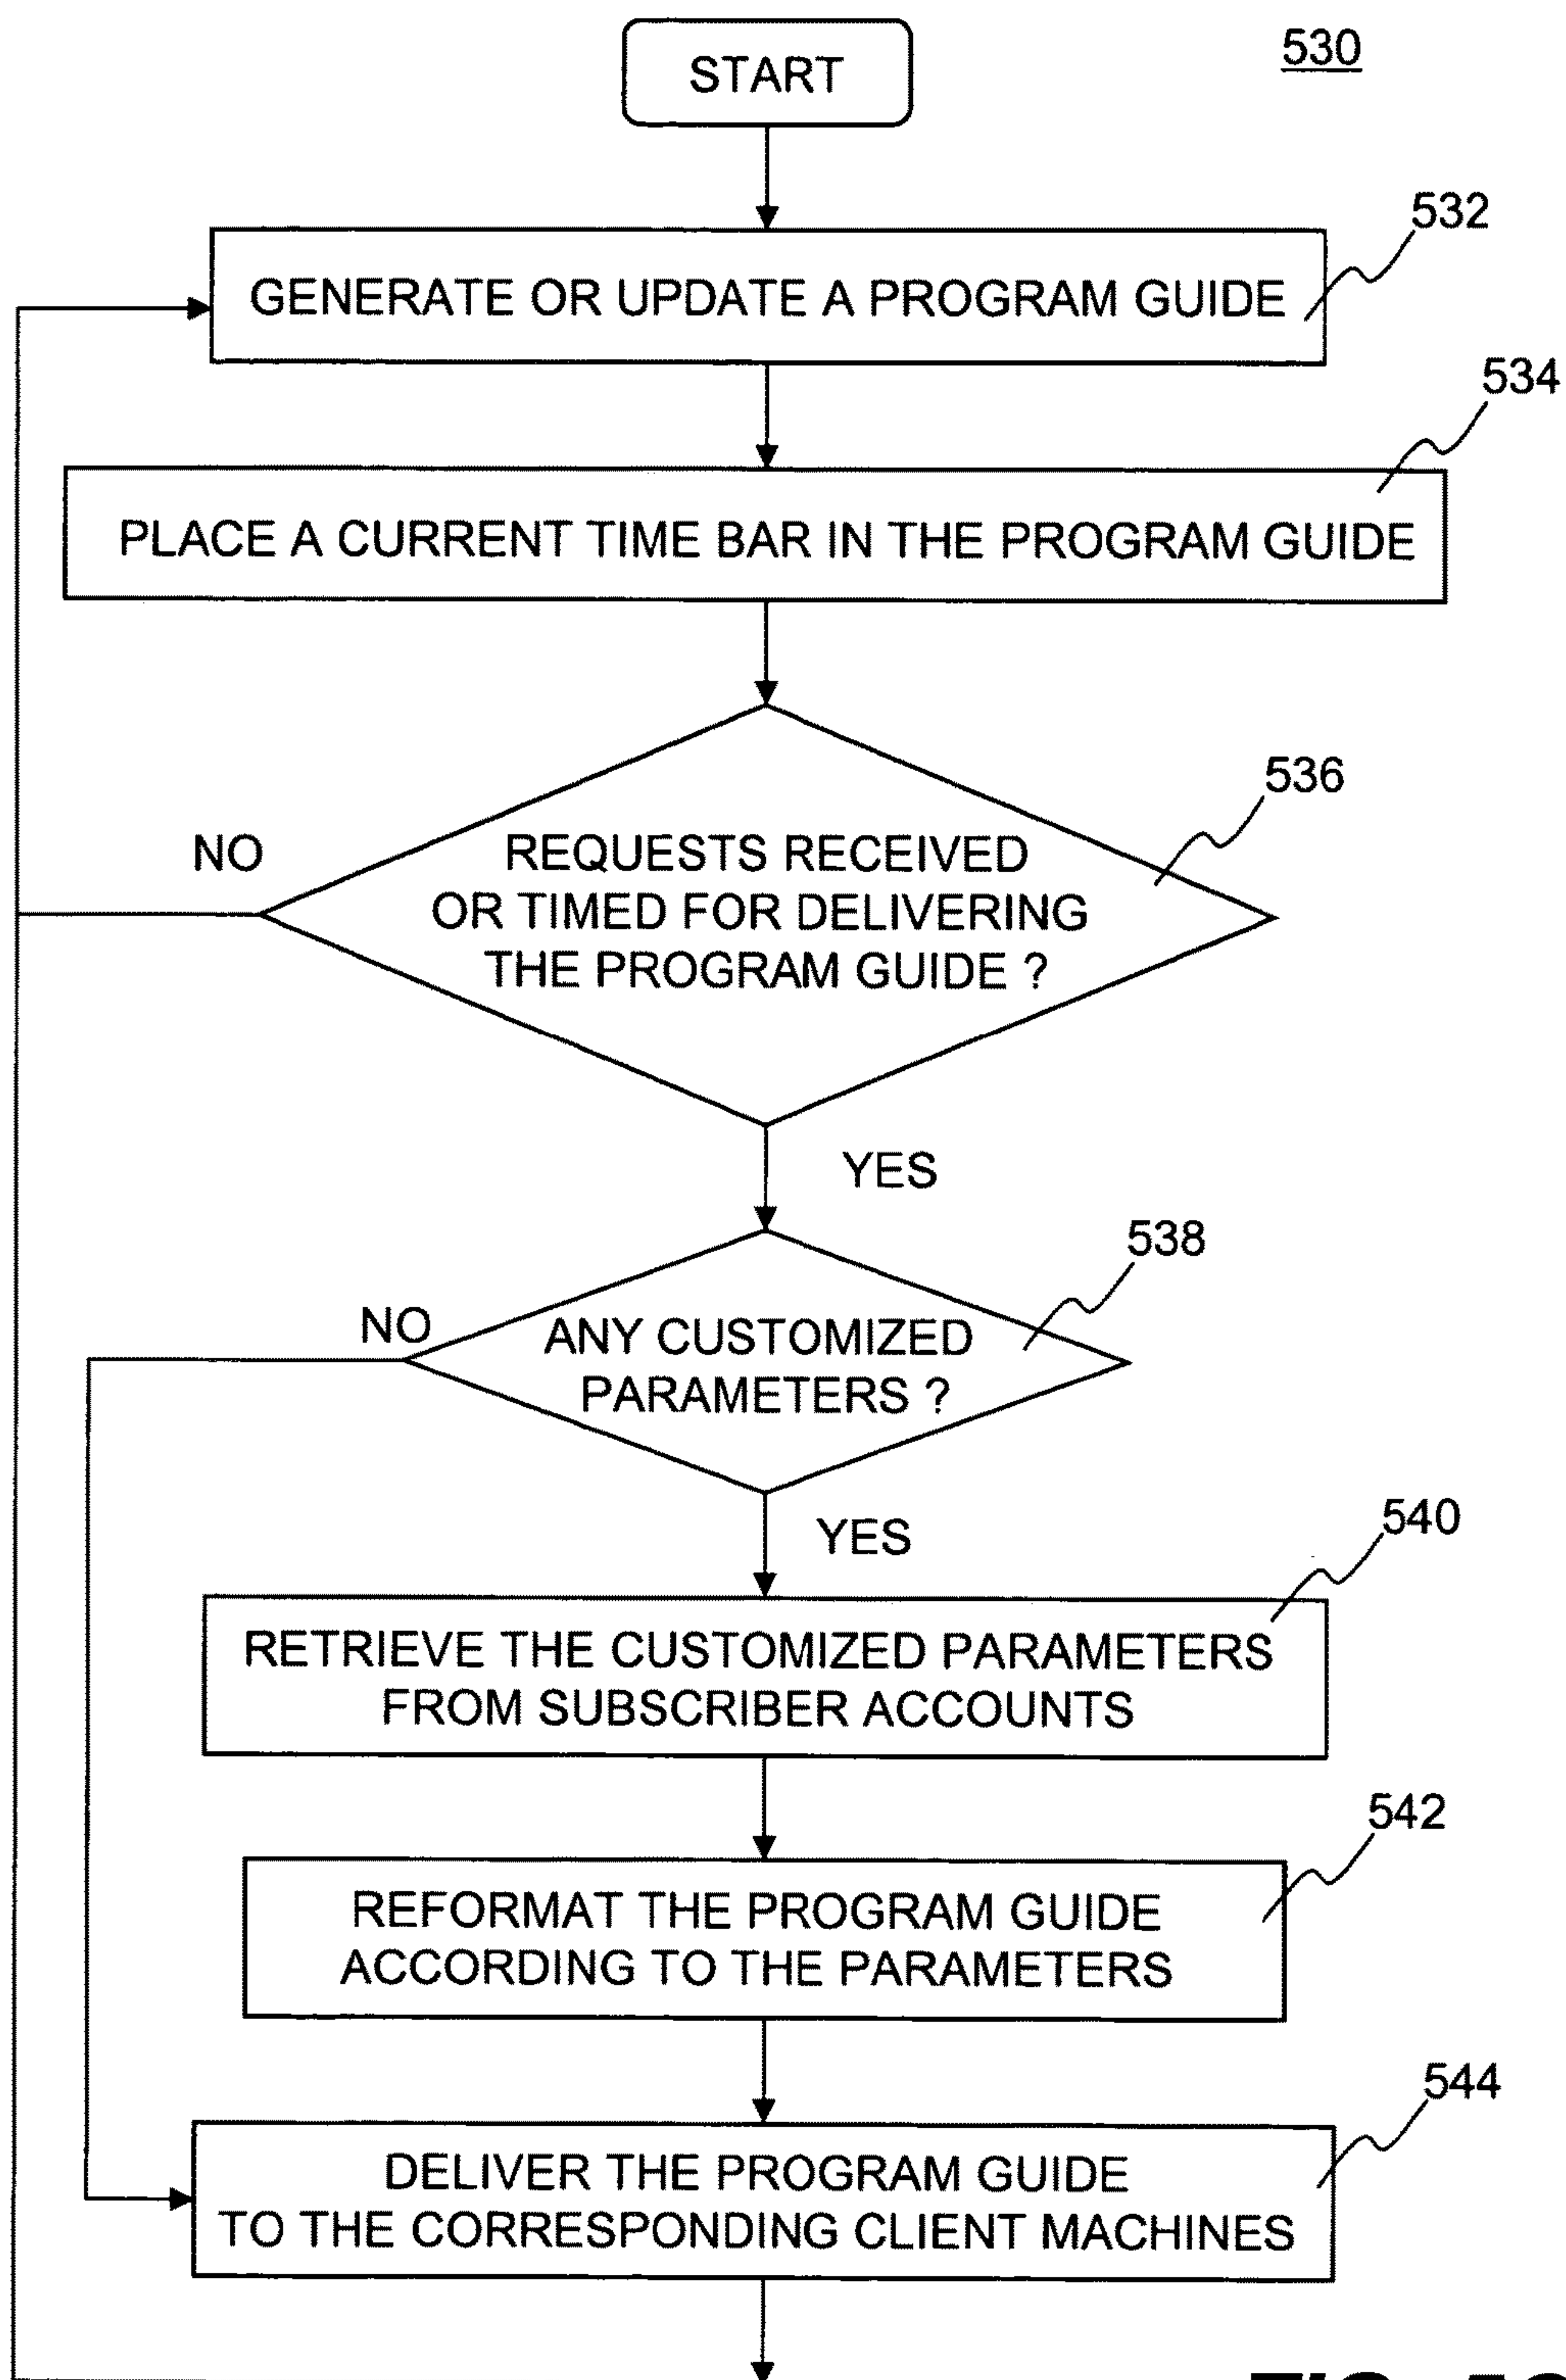 START
530
GENERATE OR UPDATE A PROGRAM GUIDE
532
PLACE A CURRENT TIME BAR IN THE PROGRAM GUIDE
534
REQUESTS RECEIVED
OR TIMED FOR DELIVERING
THE PROGRAM GUIDE ?
536
NO
YES
ANY CUSTOMIZED
PARAMETERS ?
538
NO
YES
RETRIEVE THE CUSTOMIZED PARAMETERS
FROM SUBSCRIBER ACCOUNTS
540
REFORMAT THE PROGRAM GUIDE
ACCORDING TO THE PARAMETERS
542
DELIVER THE PROGRAM GUIDE
TO THE CORRESPONDING CLIENT MACHINES
544